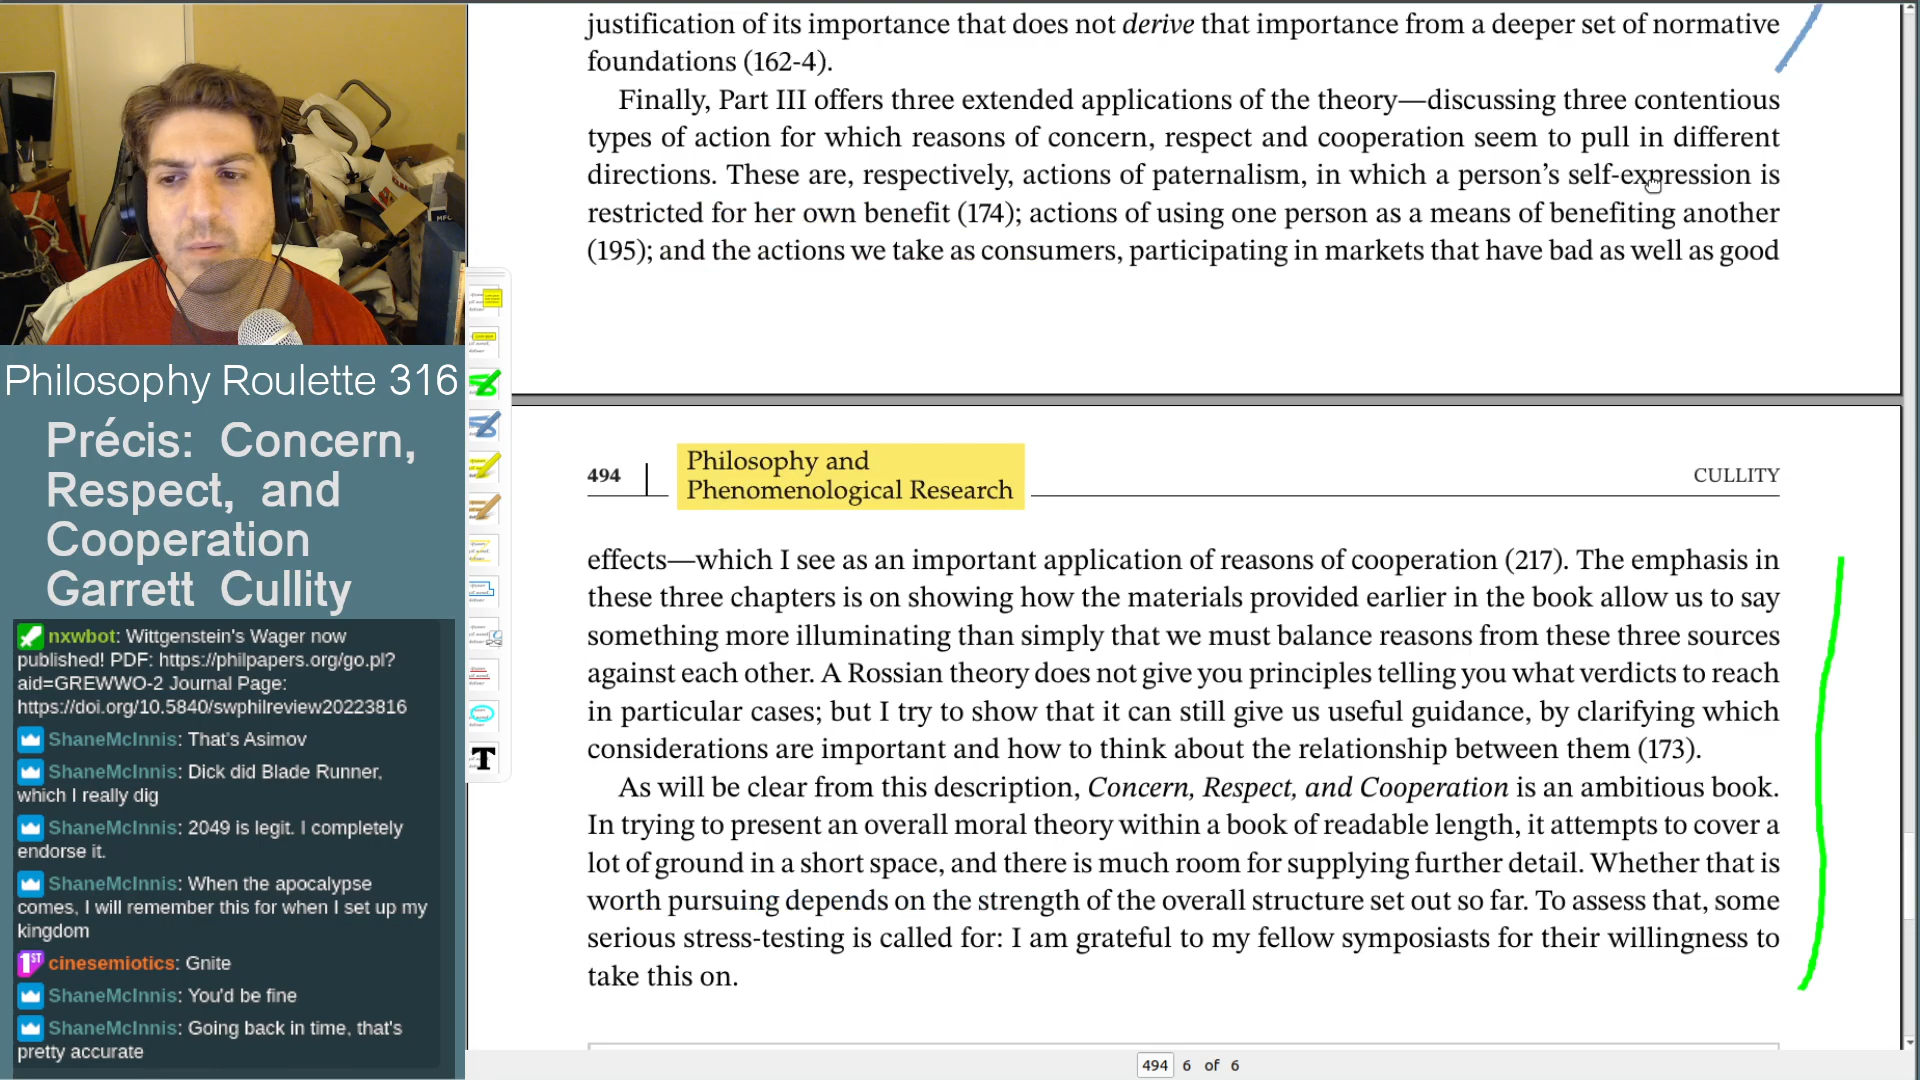 justification of its importance that does not derive that importance from a deeper set of normative
foundations (162-4).
Finally, Part III offers three extended applications of the theory—discussing three contentious
types of action for which reasons of concern, respect and cooperation seem to pull in different
directions. These are, respectively, actions of paternalism, in which a person's self-expression is
restricted for her own benefit (174); actions of using one person as a means of benefiting another
(195); and the actions we take as consumers, participating in markets that have bad as well as good
494
Philosophy and
Phenomenological Research
CULLITY
effects—which I see as an important application of reasons of cooperation (217). The emphasis in
these three chapters is on showing how the materials provided earlier in the book allow us to say
something more illuminating than simply that we must balance reasons from these three sources
against each other. A Rossian theory does not give you principles telling you what verdicts to reach
in particular cases; but I try to show that it can still give us useful guidance, by clarifying which
considerations are important and how to think about the relationship between them (173).
As will be clear from this description, Concern, Respect, and Cooperation is an ambitious book.
In trying to present an overall moral theory within a book of readable length, it attempts to cover a
lot of ground in a short space, and there is much room for supplying further detail. Whether that is
worth pursuing depends on the strength of the overall structure set out so far. To assess that, some
serious stress-testing is called for: I am grateful to my fellow symposiasts for their willingness to
take this on.
494 6 of 6
Philosophy Roulette 316
Précis: Concern,
Respect, and
Cooperation
Garrett Cullity
nxwbot: Wittgenstein's Wager now
published! PDF: https://philpapers.org/go.pl?
aid=GREWWO-2 Journal Page:
https://doi.org/10.5840/swphilreview20223816
ShaneMcInnis: That's Asimov
ShaneMcInnis: Dick did Blade Runner,
which I really dig
ShaneMcInnis: 2049 is legit. I completely
endorse it.
ShaneMcInnis: When the apocalypse
comes, I will remember this for when I set up my
kingdom
1ST cinesemiotics: Gnite
ShaneMcInnis: You'd be fine
ShaneMcInnis: Going back in time, that's
pretty accurate
T